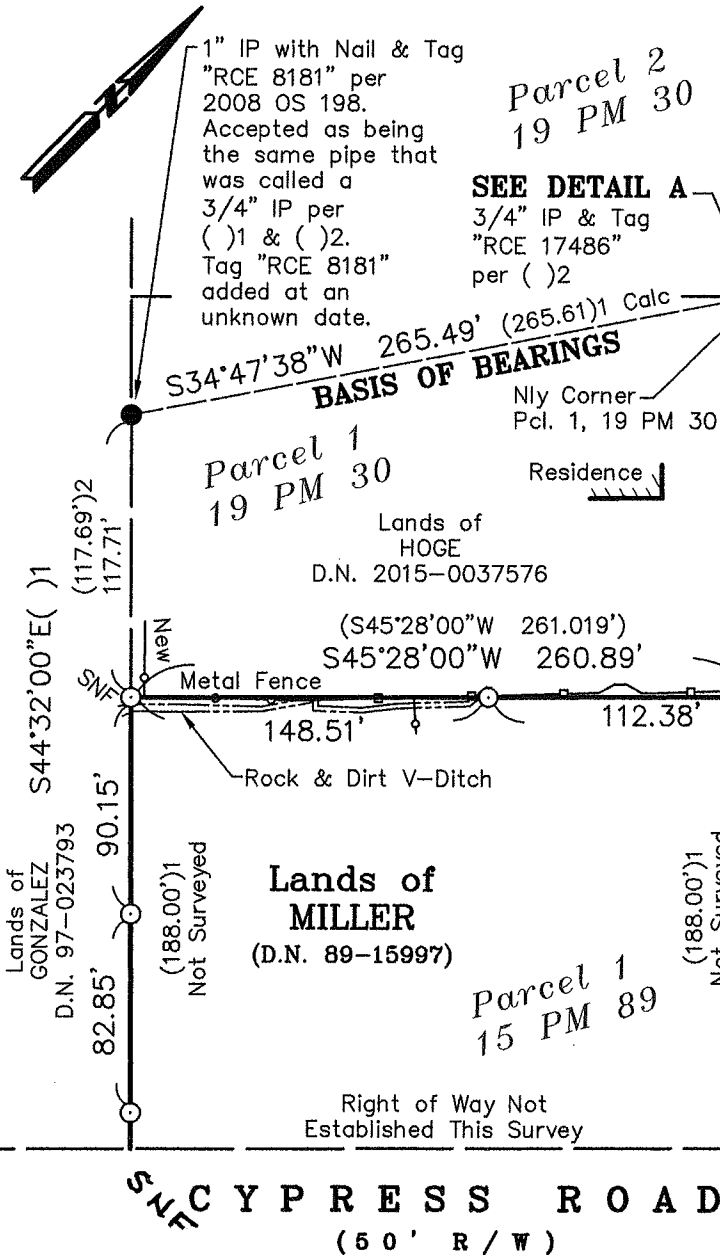 1" IP with Nail & Tag
"RCE 8181" per
2008 OS 198.
Accepted as being
the same pipe that
was called a
3/4" IP per
( )1 & ( )2.
Tag "RCE 8181"
added at an
unknown date.
N
Parcel 2
19 PM 30
SEE DETAIL A
3/4" IP & Tag
"RCE 17486"
per ( )2
S34°47'38"W 265.49' (265.61)1 Calc
BASIS OF BEARINGS
Nly Corner
Pcl. 1, 19 PM 30
Parcel 1
19 PM 30
Residence
Lands of
HOGE
D.N. 2015-0037576
(117.69')2
117.71'
S44°32'00"E( )1
(S45°28'00"W 261.019')
S45°28'00"W 260.89'
New
SNF
Metal Fence
148.51'
112.38'
Rock & Dirt V-Ditch
90.15'
82.85'
Lands of
GONZALEZ
D.N. 97-023793
(188.00')1
Not Surveyed
Lands of
MILLER
(D.N. 89-15997)
(188.00')1
Not Surveyed
Parcel 1
15 PM 89
Right of Way Not
Established This Survey
SNF
CYPRESS ROAD
(50' R/W)